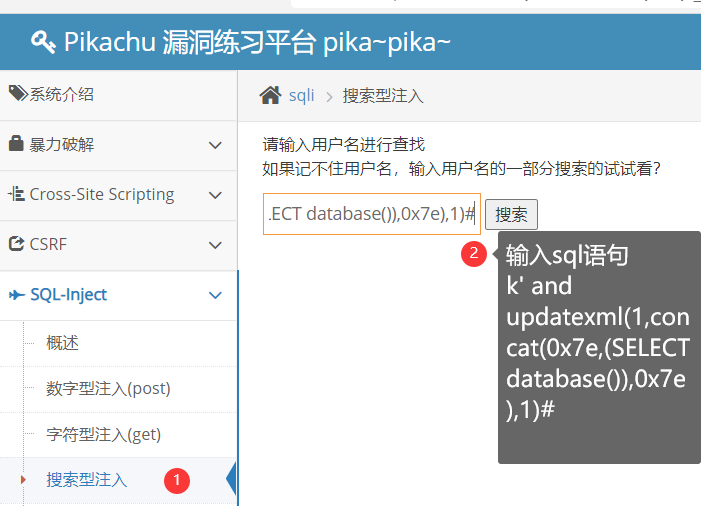 Pikachu 漏洞练习平台 pika~pika~
系统介绍
暴力破解
Cross-Site Scripting
CSRF
SQL-Inject
概述
数字型注入(post)
字符型注入(get)
搜索型注入
1
sqli
搜索型注入
请输入用户名进行查找
如果记不住用户名，输入用户名的一部分搜索的试试看？
.ECT database()),0x7e),1)#
搜索
2
输入sql语句
k' and
updatexml(1,con
cat(0x7e,(SELECT
database()),0x7e
),1)#